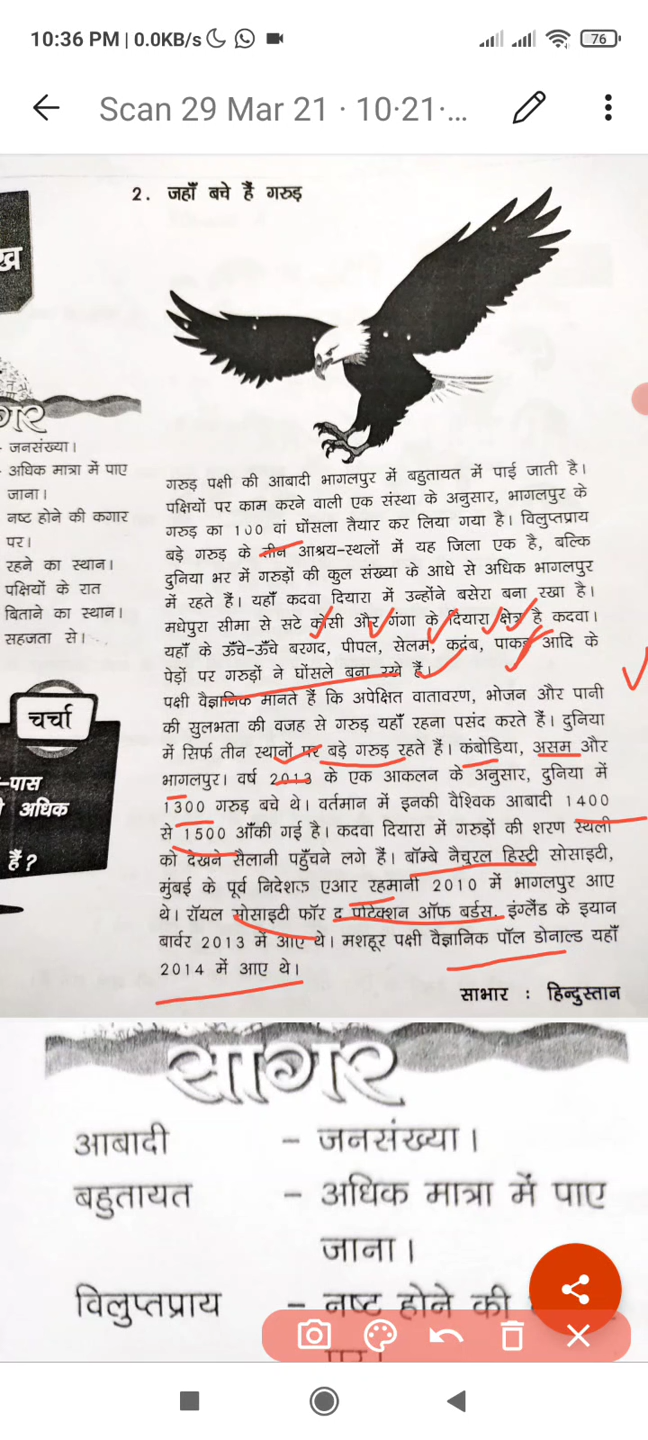 10:36 PM | 0.0KB/s
76
Scan 29 Mar 21 · 10·21·...
2. जहाँ बचे हैं गरुड़
ख
गर
- जनसंख्या।
- अधिक मात्रा में पाए
जाना।
नष्ट होने की कगार
पर।
रहने का स्थान।
पक्षियों के रात
बिताने का स्थान।
सहजता से।
चर्चा
-पास
अधिक
हैं?
गरुड़ पक्षी की आबादी भागलपुर में बहुतायत में पाई जाती है।
पक्षियों पर काम करने वाली एक संस्था के अनुसार, भागलपुर के
गरुड़ का 100 वां घोंसला तैयार कर लिया गया है। विलुप्तप्राय
बड़े गरुड़ के तीन आश्रय-स्थलों में यह जिला एक है, बल्कि
दुनिया भर में गरुड़ों की कुल संख्या के आधे से अधिक भागलपुर
में रहते हैं। यहाँ कदवा दियारा में उन्होंने बसेरा बना रखा है।
मधेपुरा सीमा से सटे कोसी और गंगा के दियारा क्षेत्र है कदवा।
यहाँ के ऊँचे-ऊँचे बरगद, पीपल, सेलम, कदंब, पाकड़ आदि के
पेड़ों पर गरुड़ों ने घोंसले बना रखे हैं।
पक्षी वैज्ञानिक मानते हैं कि अपेक्षित वातावरण, भोजन और पानी
की सुलभता की वजह से गरुड़ यहाँ रहना पसंद करते हैं। दुनिया
में सिर्फ तीन स्थानों पर बड़े गरुड़ रहते हैं। कंबोडिया, असम और
भागलपुर। वर्ष 2013 के एक आकलन के अनुसार, दुनिया में
1300 गरुड़ बचे थे। वर्तमान में इनकी वैश्विक आबादी 1400
से 1500 आँकी गई है। कदवा दियारा में गरुड़ों की शरण स्थली
को देखने सैलानी पहुँचने लगे हैं। बॉम्बे नैचुरल हिस्ट्री सोसाइटी,
मुंबई के पूर्व निदेशक एआर रहमानी 2010 में भागलपुर आए
थे। रॉयल सोसाइटी फॉर द प्रोटेक्शन ऑफ बर्डस, इंग्लैंड के इयान
बार्वर 2013 में आए थे। मशहूर पक्षी वैज्ञानिक पॉल डोनाल्ड यहाँ
2014 में आए थे।
साभार : हिन्दुस्तान
सागर
आबादी - जनसंख्या।
बहुतायत - अधिक मात्रा में पाए
जाना।
विलुप्तप्राय - नष्ट होने की
पर।